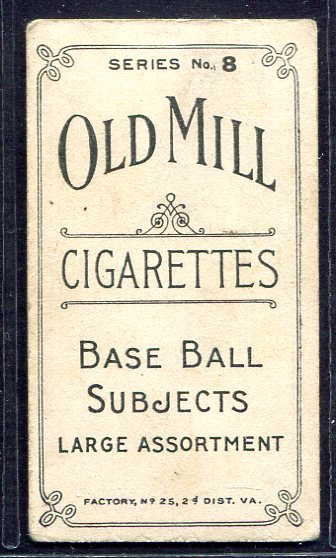 SERIES No. 8
OLD MILL
CIGARETTES
BASE BALL
SUBJECTS
LARGE ASSORTMENT
FACTORY, Nº 25, 2d DIST. VA.